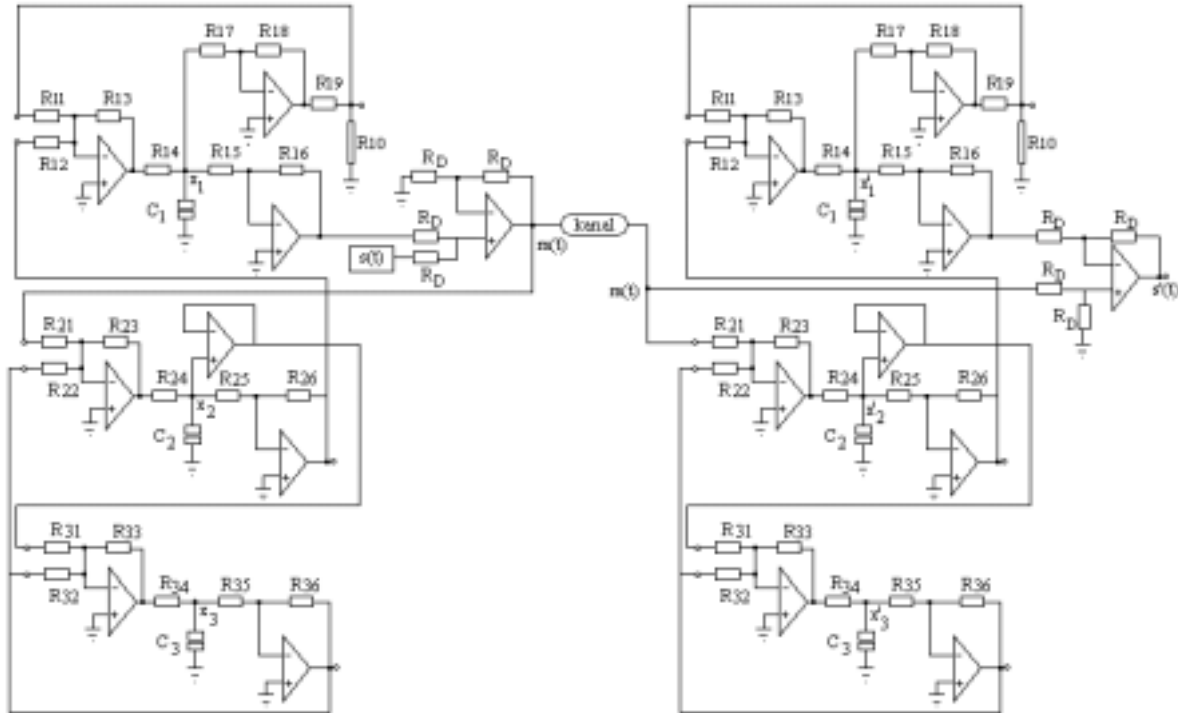 R17 R18
R19
R11 R13
R12
R14 R15 R16
R10
x1
C1
RD RD
RD
s(t)
RD
m(t)
kanal
R21 R23
R22
R24 R25 R26
x2
C2
R31 R33
R32
R34 R35 R36
x3
C3
R17 R18
R19
R11 R13
R12
R14 R15 R16
R10
x'1
C1
RD RD
RD
RD
s'(t)
m(t)
R21 R23
R22
R24 R25 R26
x'2
C2
R31 R33
R32
R34 R35 R36
x'3
C3